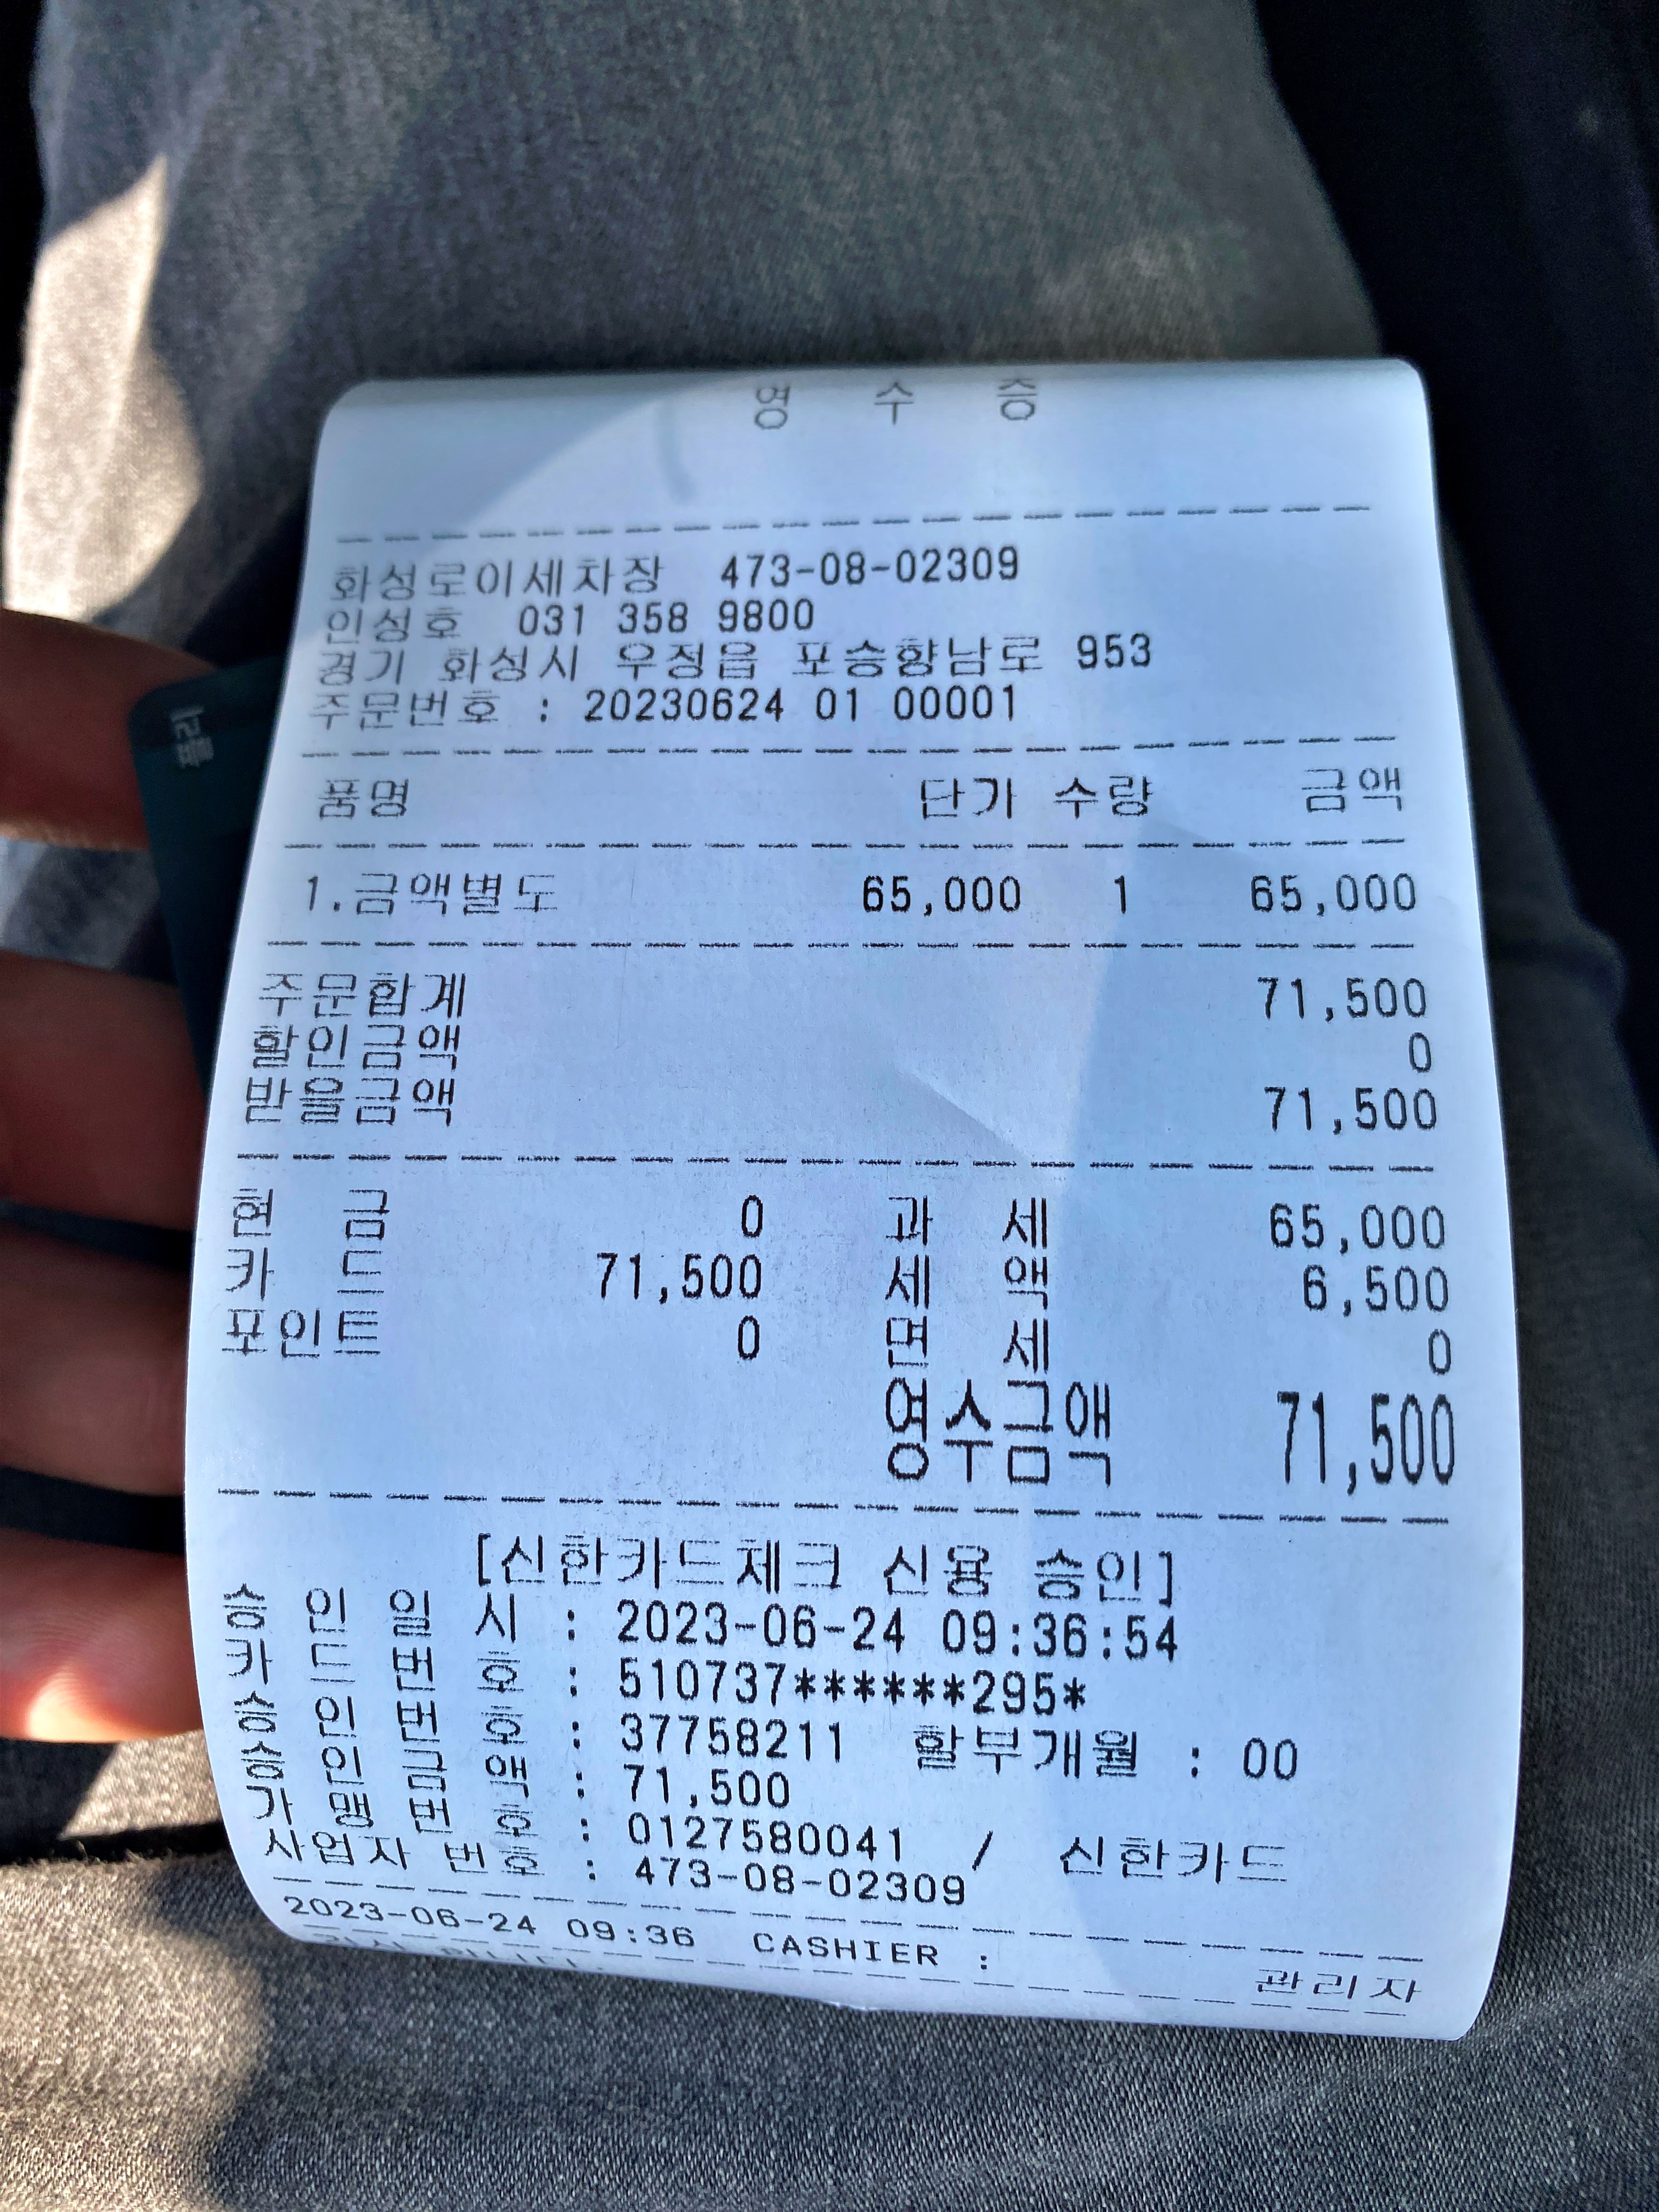 영 수 증
화성로이세차장 473-08-02309
인성호 031 358 9800
경기 화성시 우정읍 포승향남로 953
주문번호 : 20230624 01 00001
품명 단가 수량 금액
1.금액별도 65,000 1 65,000
주문합계 71,500
할인금액 0
받을금액 71,500
현 금 0 과 세 65,000
카 드 71,500 세 액 6,500
포인트 0 면 세 0
영수금액 71,500
[신한카드체크 신용 승인]
승 인 일 시 : 2023-06-24 09:36:54
카 드 번 호 : 510737******295*
승 인 번 호 : 37758211 할부개월 : 00
승 인 금 액 : 71,500
가 맹 번 호 : 0127580041 / 신한카드
사업자 번호 : 473-08-02309
2023-06-24 09:36 CASHIER : 관리자